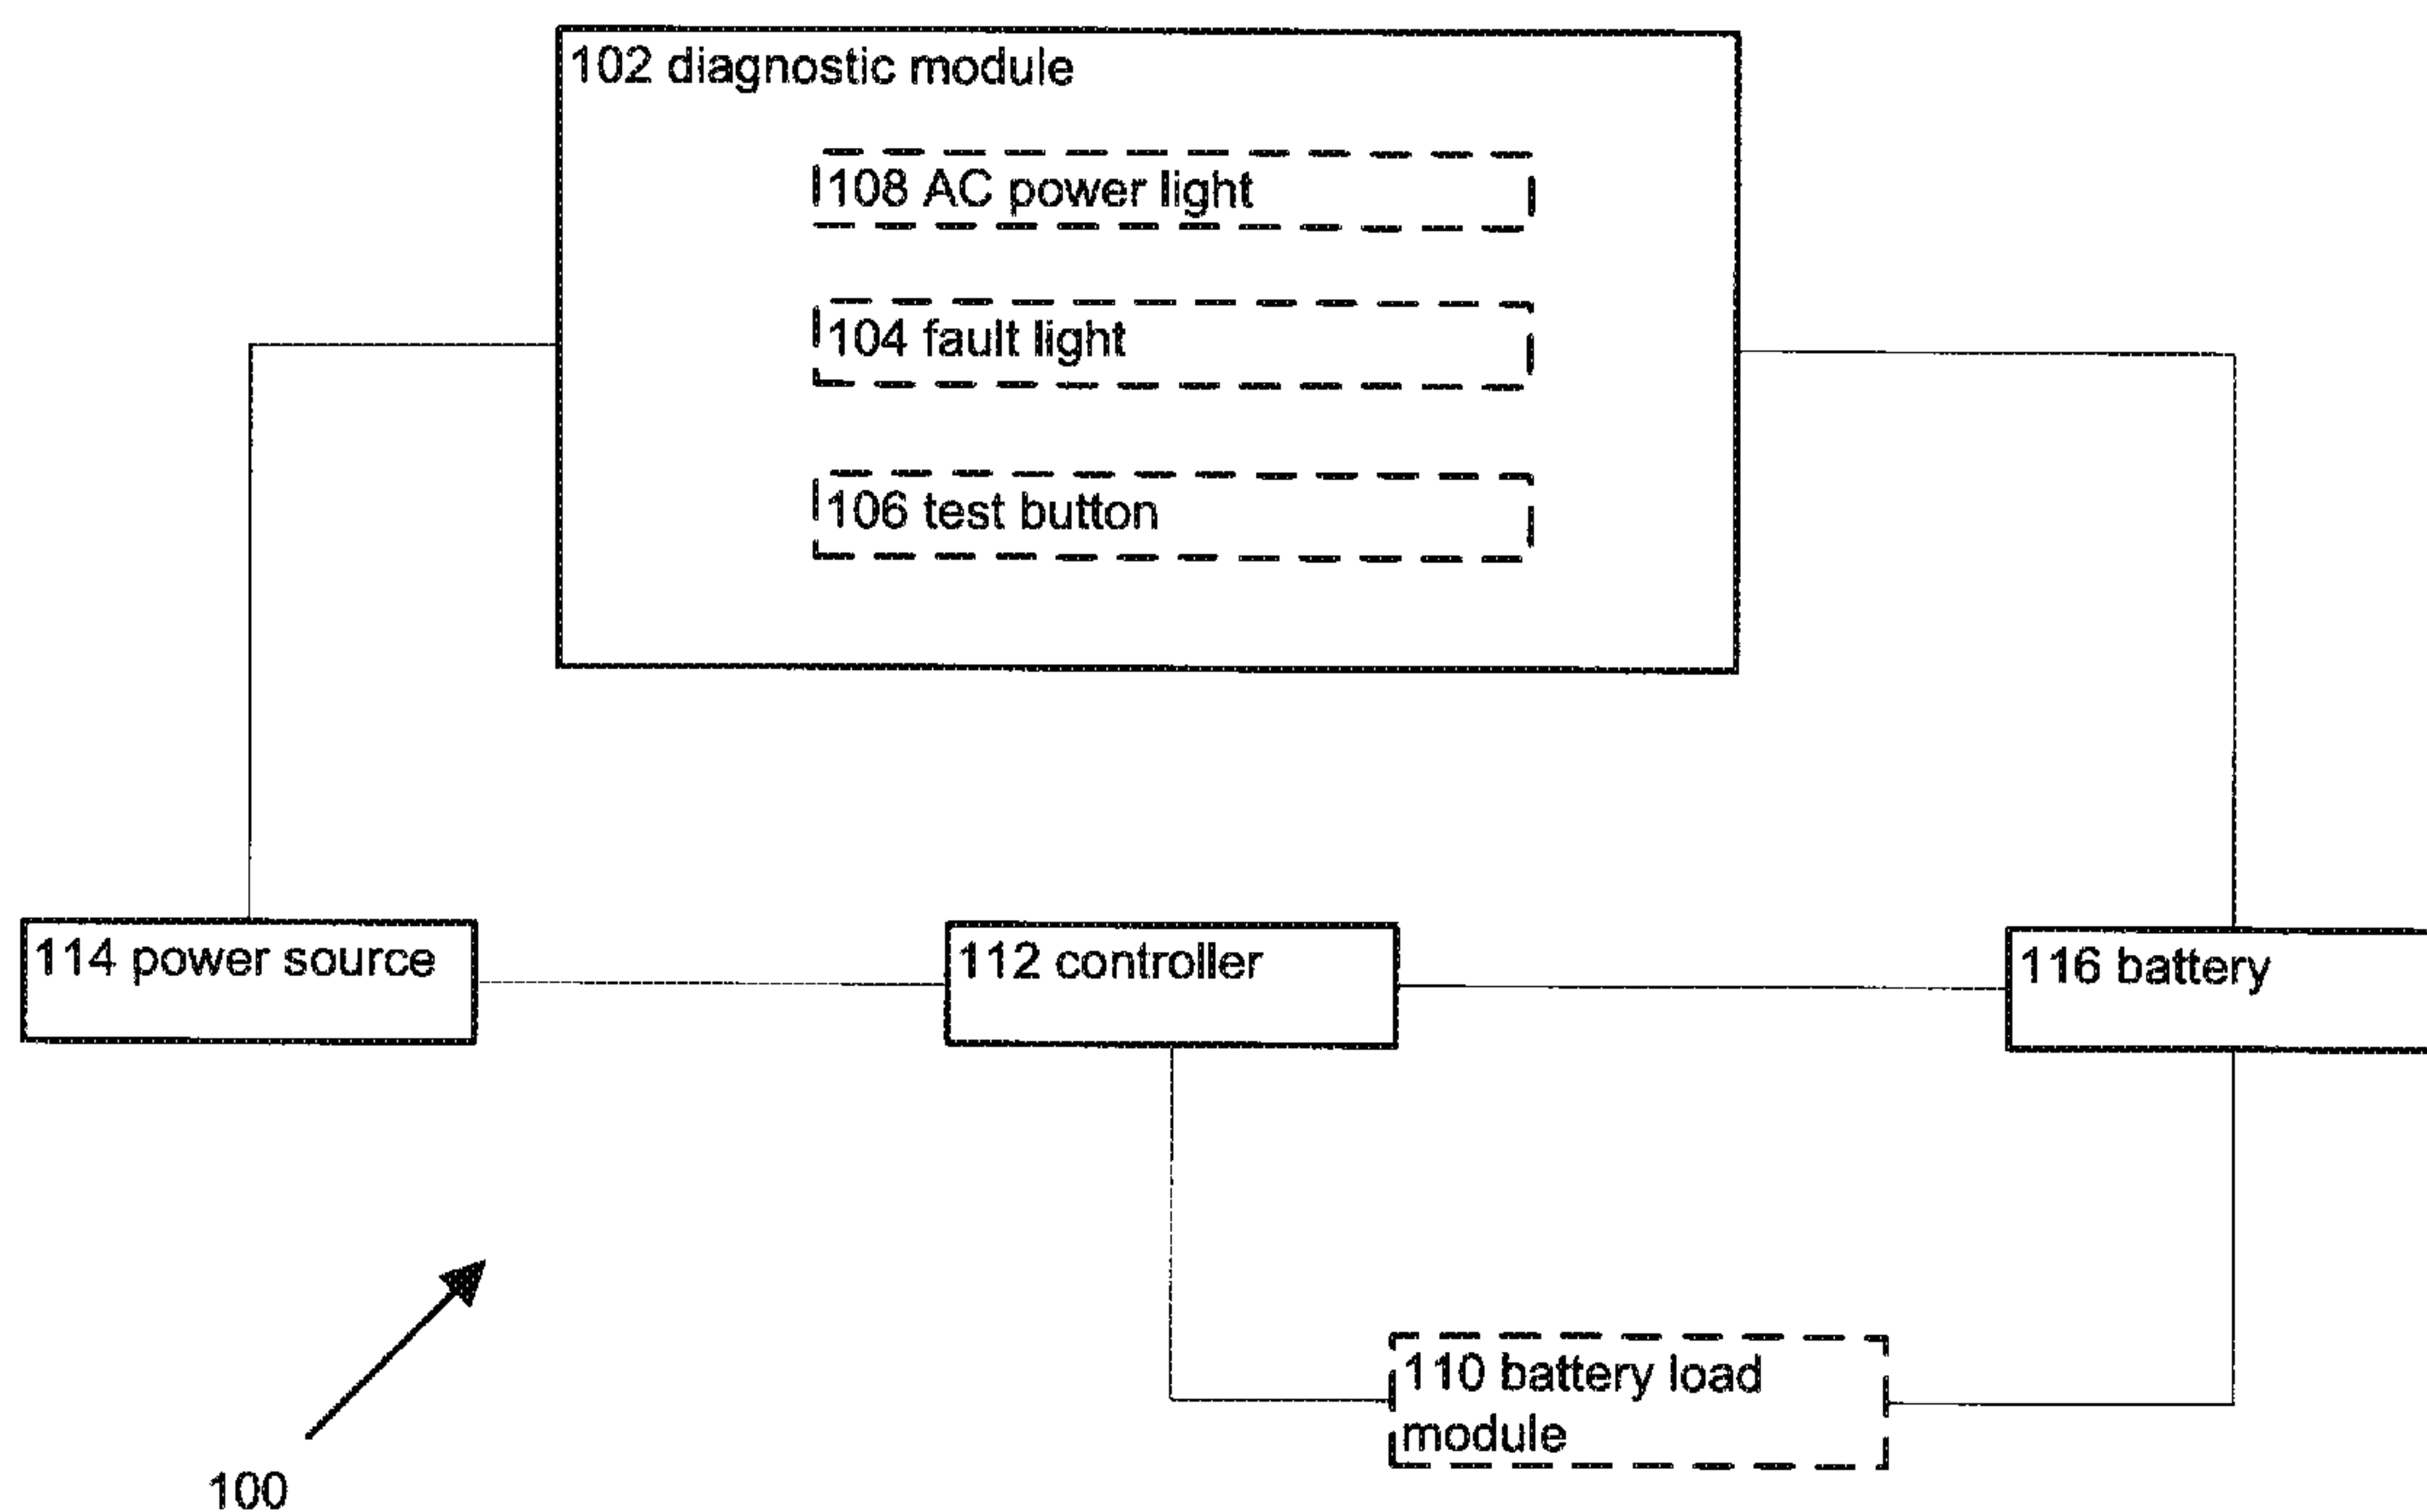 102 diagnostic module
108 AC power light
104 fault light
106 test button
114 power source
112 controller
116 battery
110 battery load
module
100